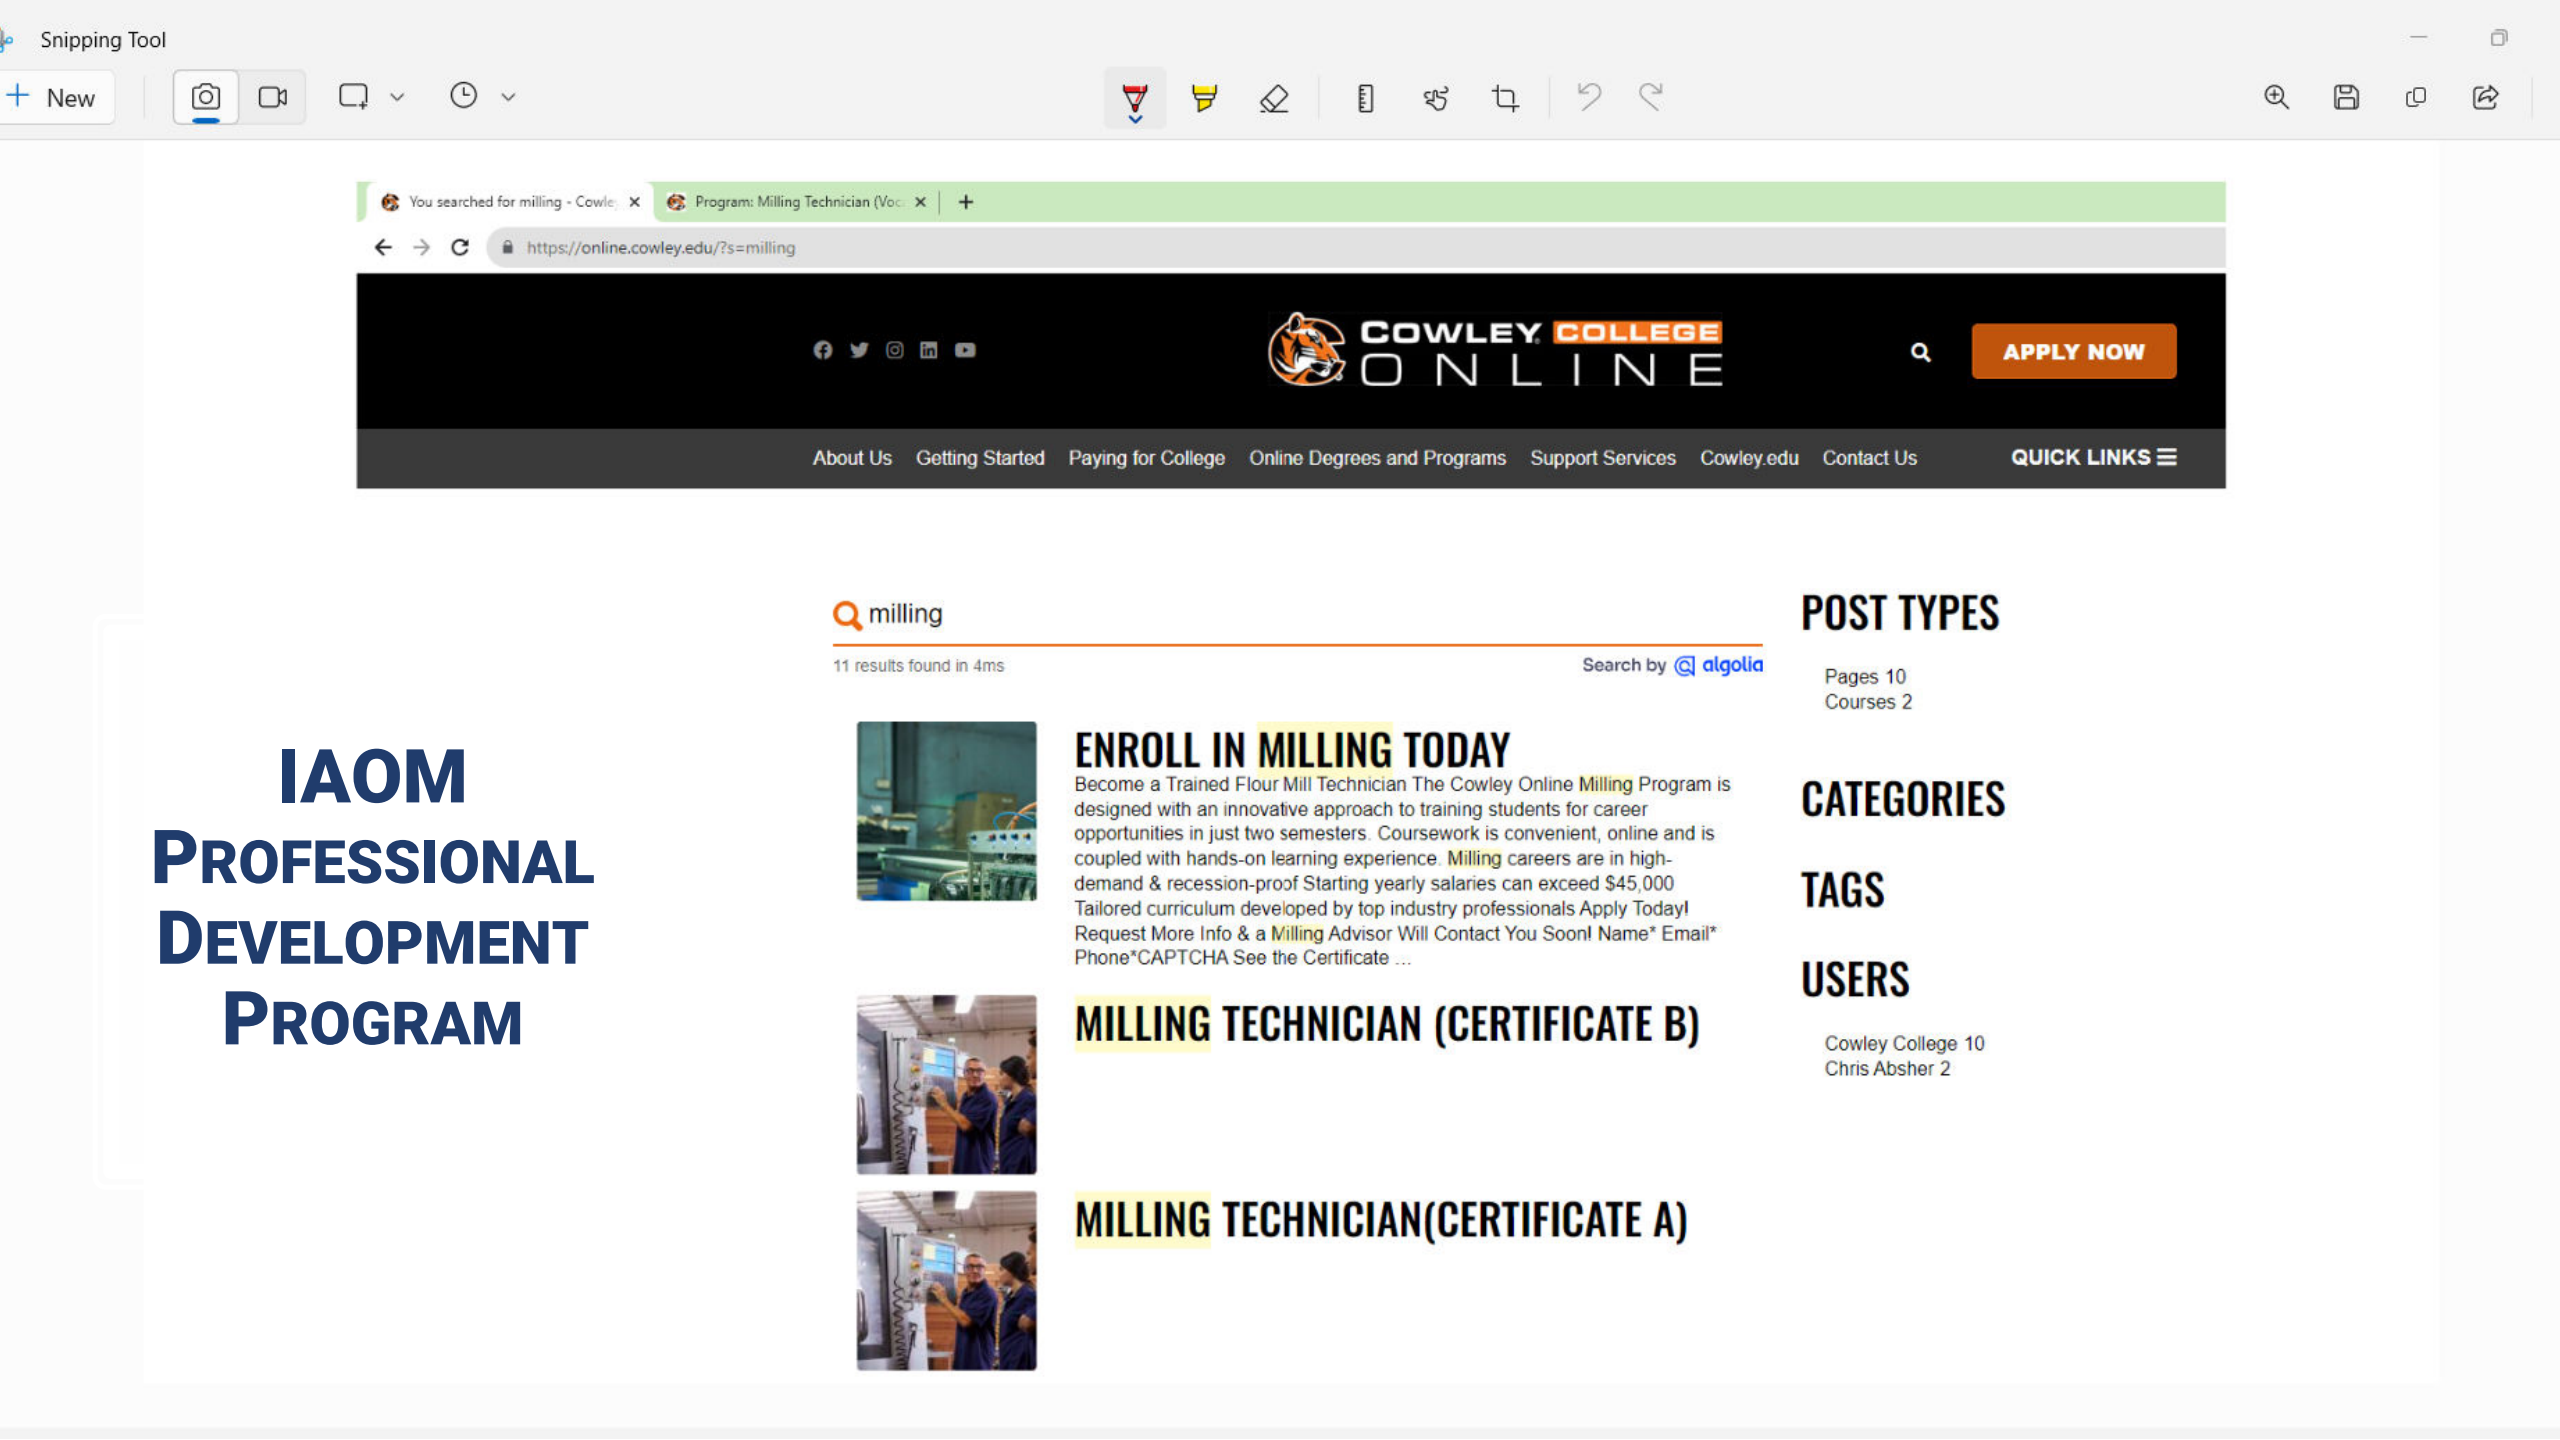 Snipping Tool
New
You searched for milling - Cowle
Program: Milling Technician (Voc
https://online.cowley.edu/?s=milling
COWLEY COLLEGE
ONLINE
APPLY NOW
About Us Getting Started Paying for College Online Degrees and Programs Support Services Cowley.edu Contact Us QUICK LINKS
milling
11 results found in 4ms
Search by algolia
ENROLL IN MILLING TODAY
Become a Trained Flour Mill Technician The Cowley Online Milling Program is
designed with an innovative approach to training students for career
opportunities in just two semesters. Coursework is convenient, online and is
coupled with hands-on learning experience. Milling careers are in high-
demand & recession-proof Starting yearly salaries can exceed $45,000
Tailored curriculum developed by top industry professionals Apply Today!
Request More Info & a Milling Advisor Will Contact You Soon! Name* Email*
Phone*CAPTCHA See the Certificate ...
MILLING TECHNICIAN (CERTIFICATE B)
MILLING TECHNICIAN(CERTIFICATE A)
POST TYPES
Pages 10
Courses 2
CATEGORIES
TAGS
USERS
Cowley College 10
Chris Absher 2
IAOM
PROFESSIONAL
DEVELOPMENT
PROGRAM